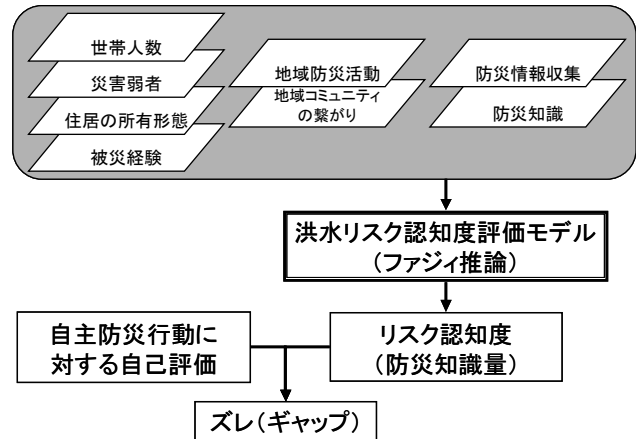 世帯人数
災害弱者
住居の所有形態
被災経験
地域防災活動
地域コミュニティ
の繋がり
防災情報収集
防災知識
洪水リスク認知度評価モデル
(ファジィ推論)
自主防災行動に
対する自己評価
リスク認知度
(防災知識量)
ズレ(ギャップ)